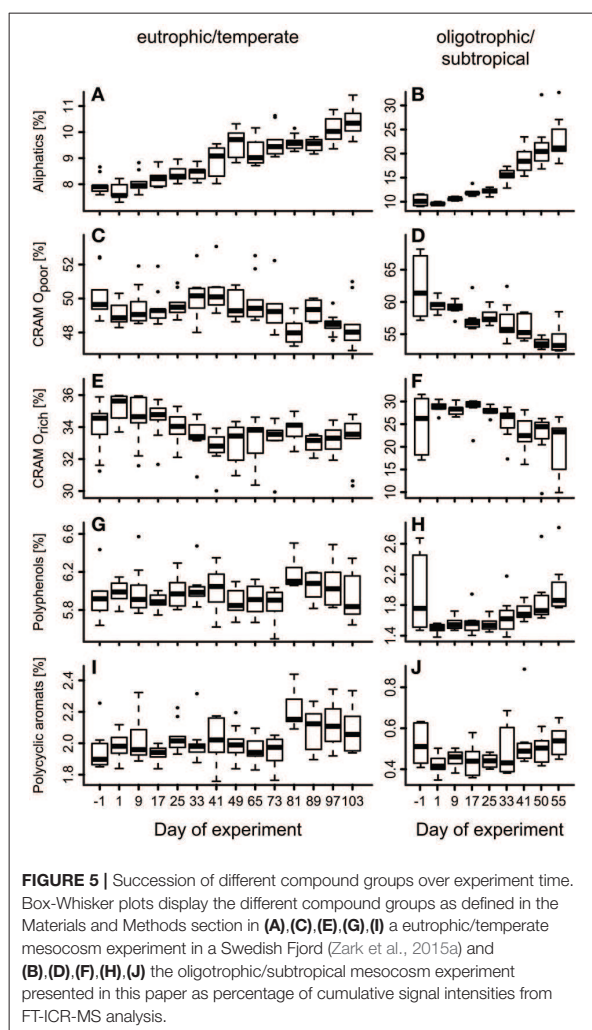 eutrophic/temperate
oligotrophic/
subtropical
A
B
Aliphatics [%]
11
10
9
8
30
25
20
15
10
C
D
CRAM Opoor [%]
52
50
48
65
60
55
E
F
CRAM Orich [%]
36
34
32
30
30
25
20
15
10
G
H
Polyphenols [%]
6.6
6.2
5.8
2.6
2.2
1.8
1.4
I
J
Polycyclic aromats [%]
2.4
2.2
2.0
1.8
0.8
0.6
0.4
-1 1 9 17 25 33 41 49 65 73 81 89 97 103
-1 1 9 17 25 33 41 50 55
Day of experiment
Day of experiment
FIGURE 5 | Succession of different compound groups over experiment time.
Box-Whisker plots display the different compound groups as defined in the
Materials and Methods section in (A),(C),(E),(G),(I) a eutrophic/temperate
mesocosm experiment in a Swedish Fjord (Zark et al., 2015a) and
(B),(D),(F),(H),(J) the oligotrophic/subtropical mesocosm experiment
presented in this paper as percentage of cumulative signal intensities from
FT-ICR-MS analysis.